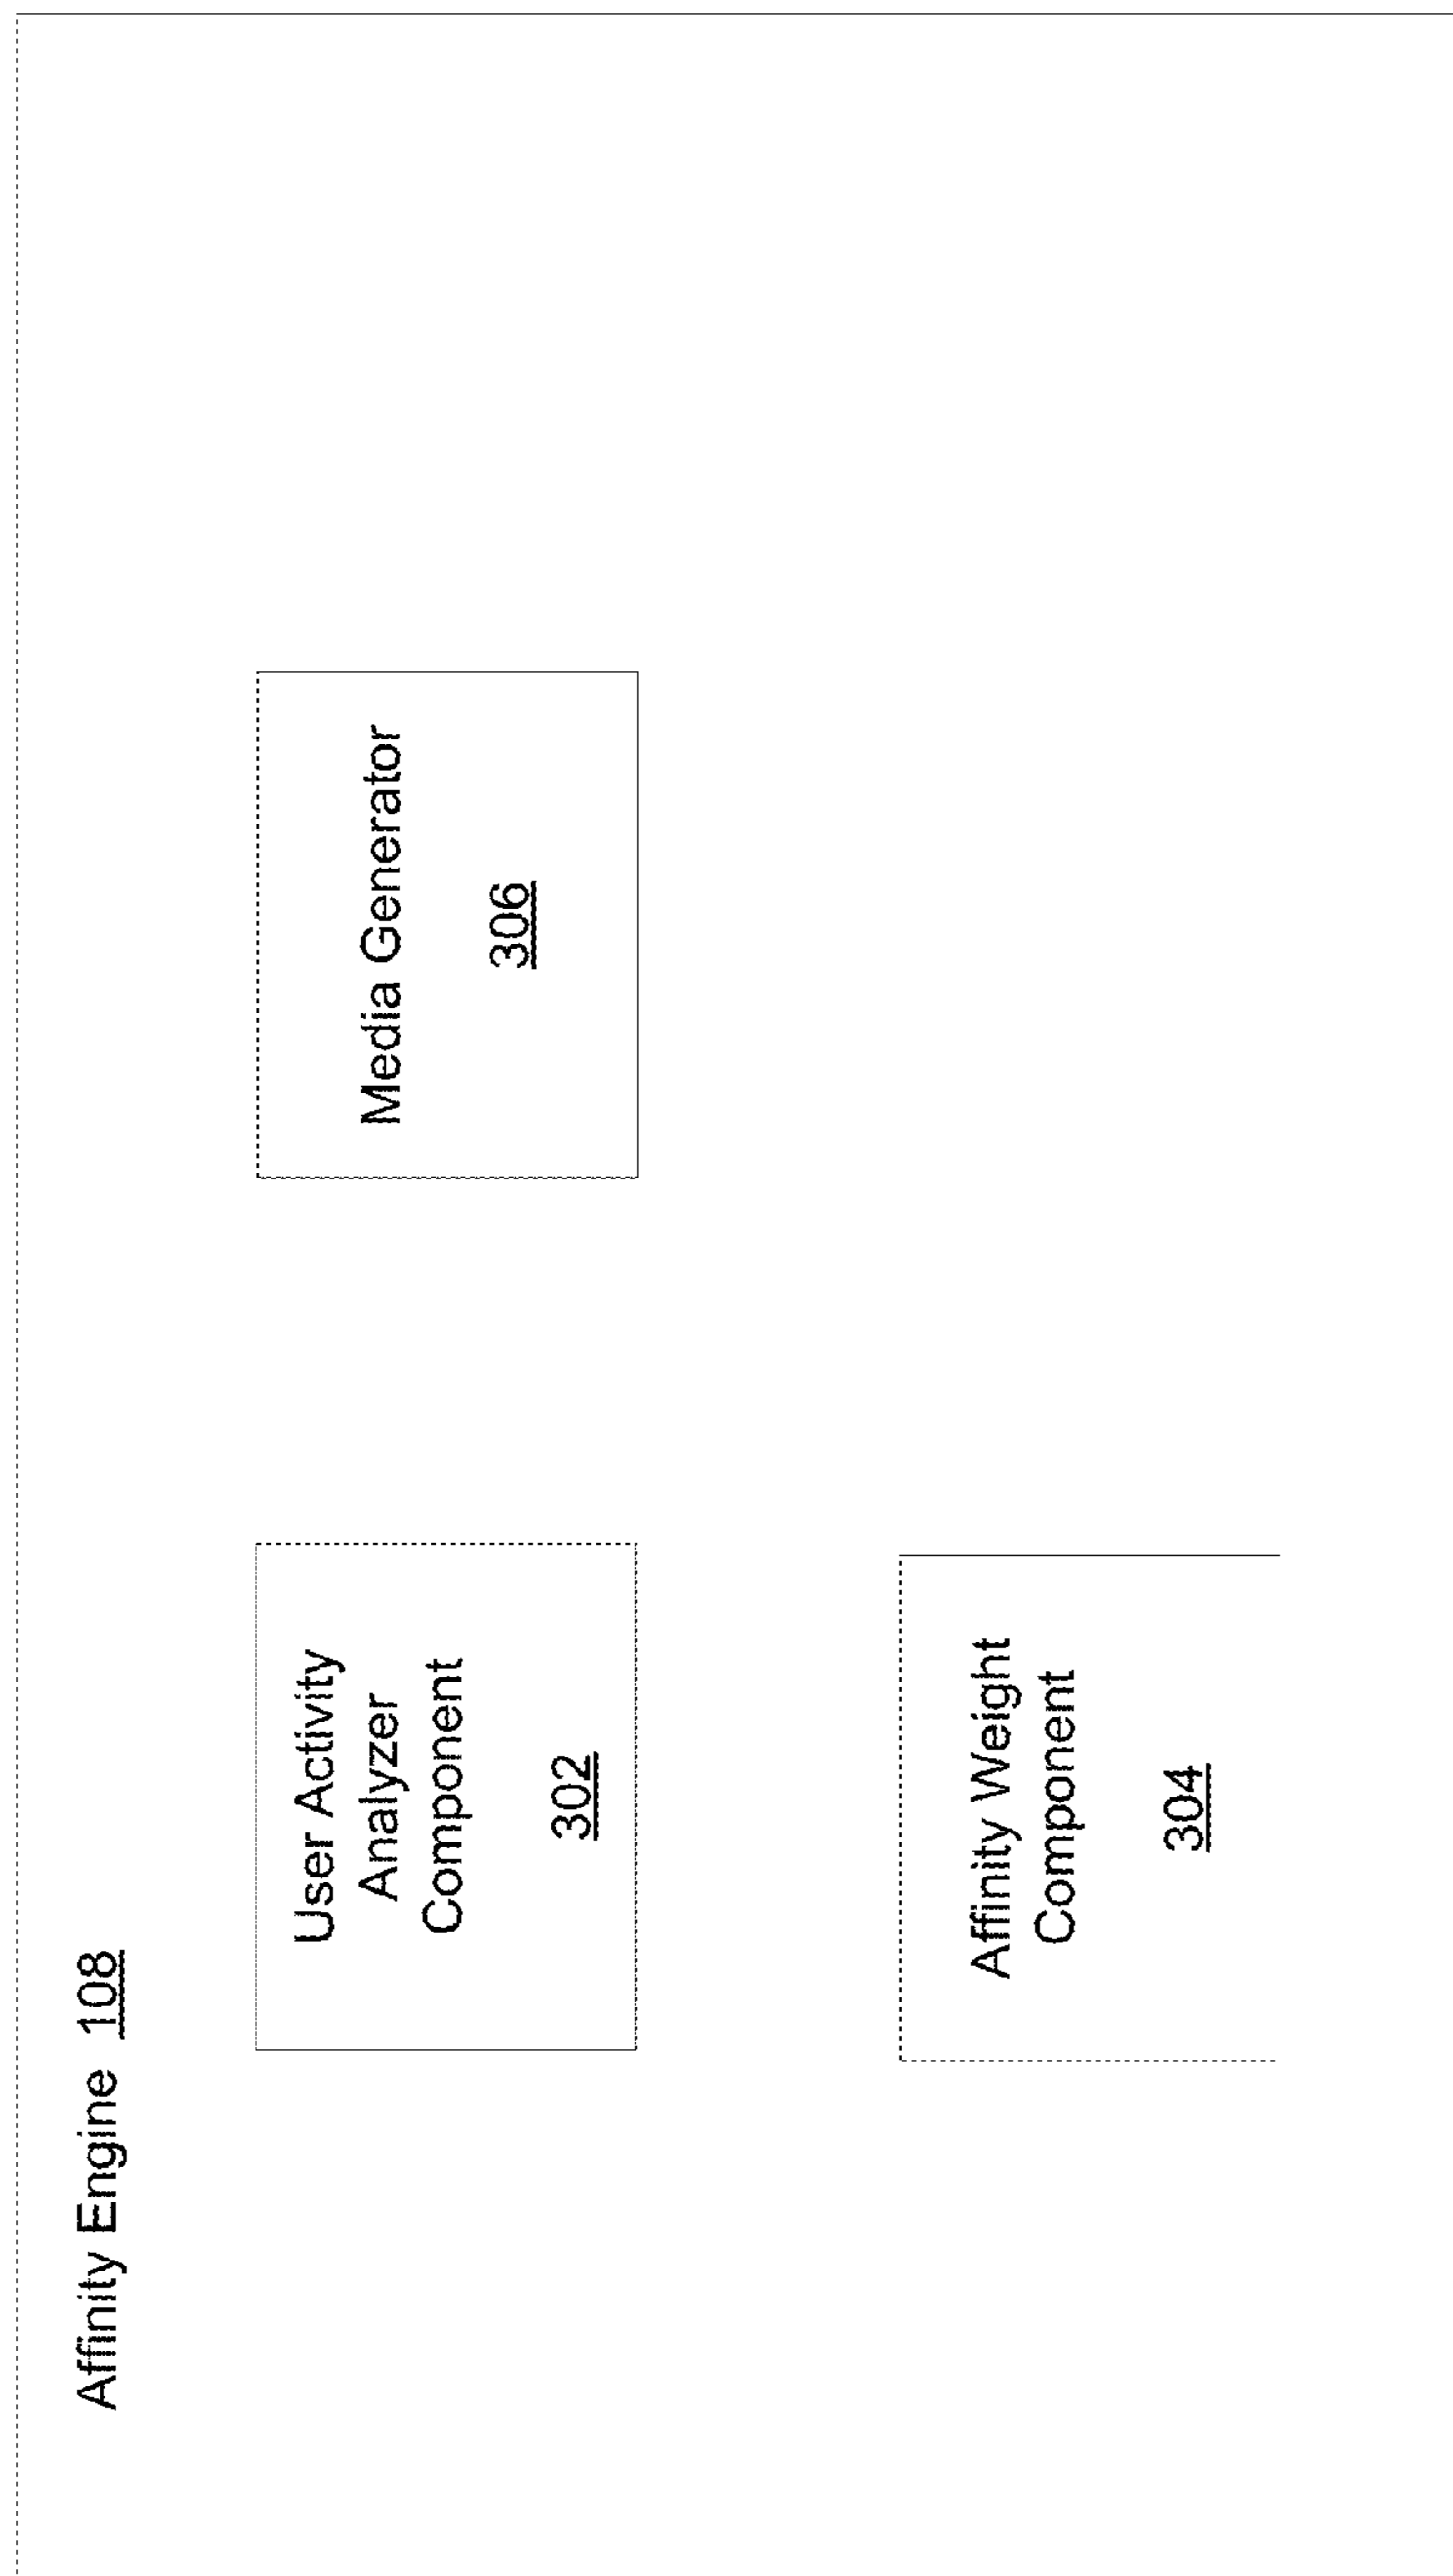 Affinity Engine 108
User Activity
Analyzer
Component
302
Media Generator
306
Affinity Weight
Component
304